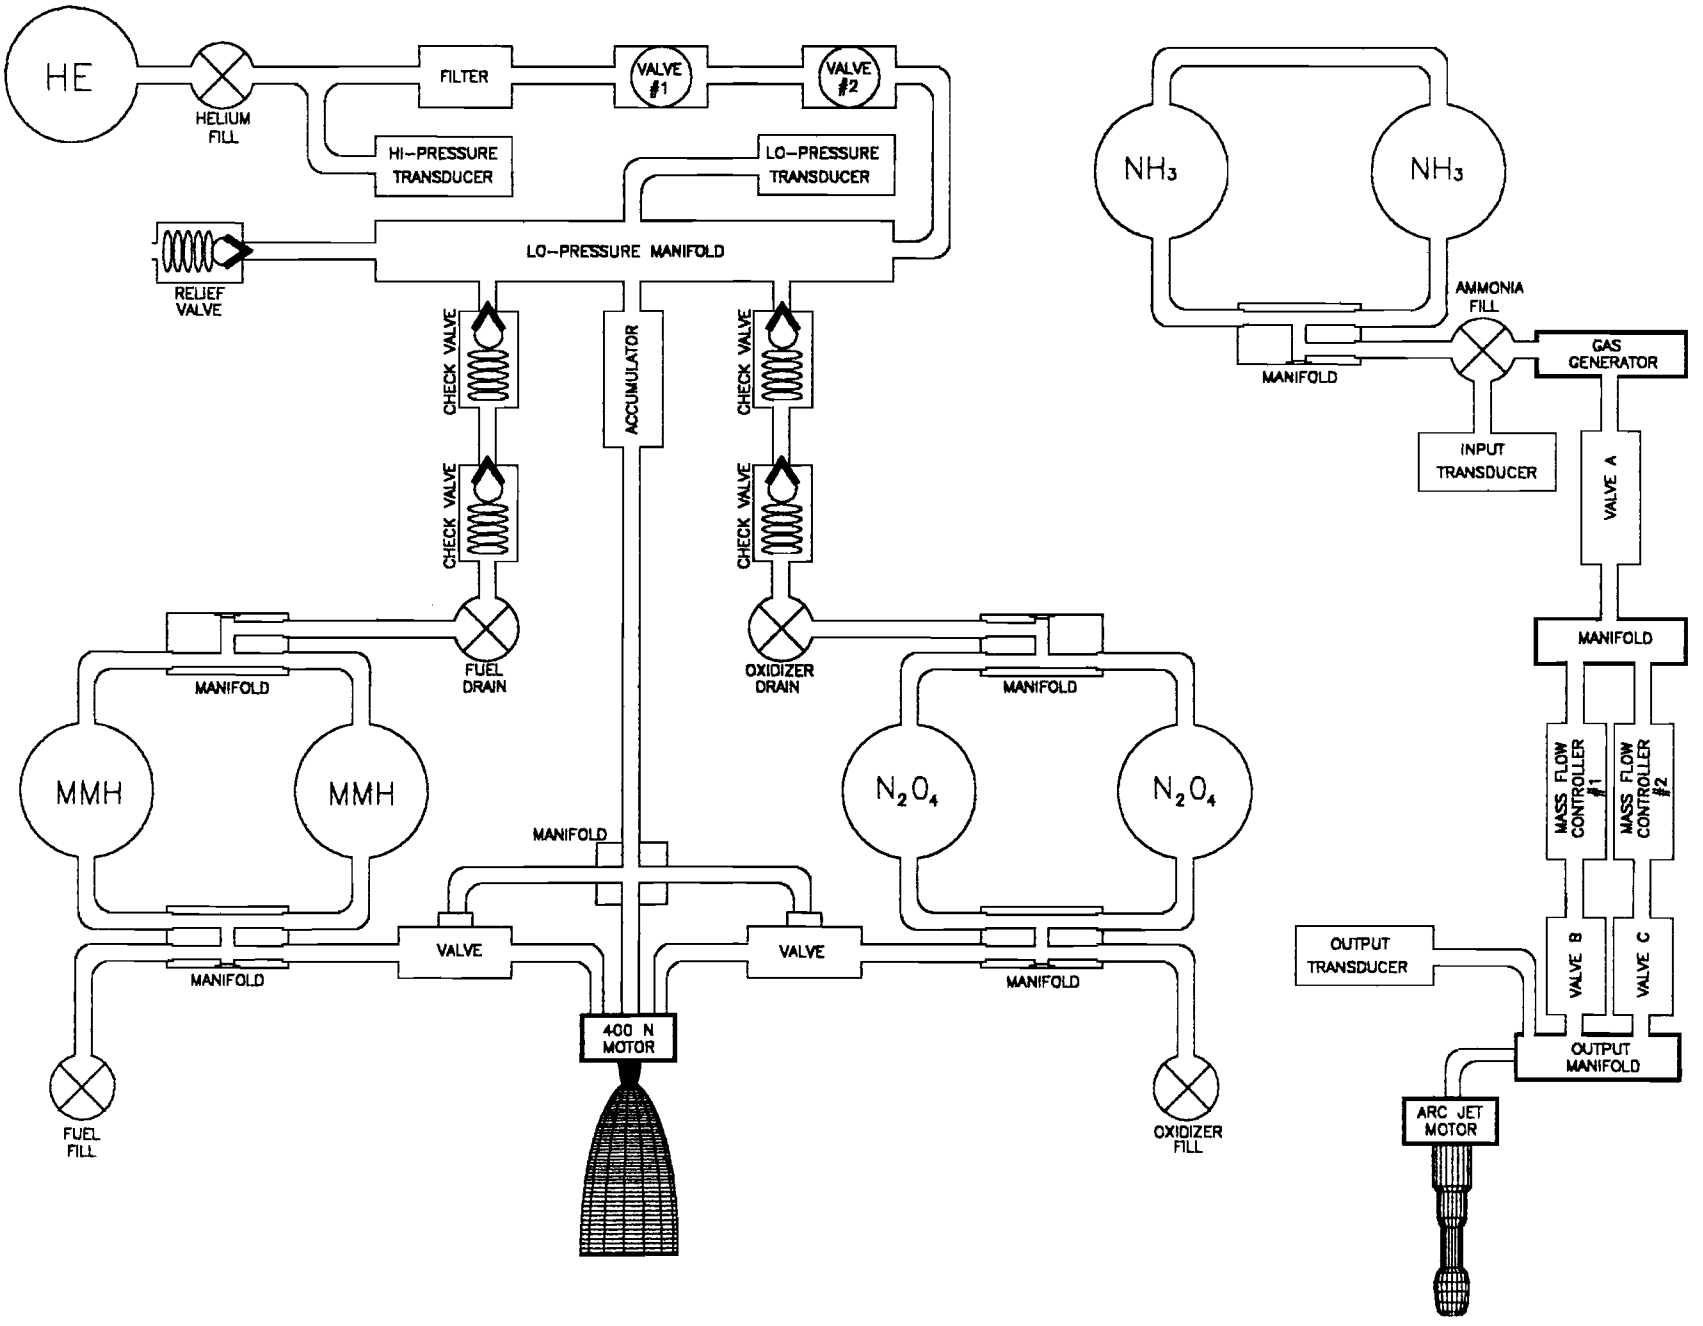 HE
HELIUM
FILL
FILTER
VALVE
#1
VALVE
#2
HI-PRESSURE
TRANSDUCER
LO-PRESSURE
TRANSDUCER
RELIEF
VALVE
LO-PRESSURE MANIFOLD
CHECK VALVE
ACCUMULATOR
CHECK VALVE
CHECK VALVE
CHECK VALVE
FUEL
DRAIN
OXIDIZER
DRAIN
MANIFOLD
MANIFOLD
MMH
MMH
N₂O₄
N₂O₄
MANIFOLD
VALVE
VALVE
MANIFOLD
MANIFOLD
400 N
MOTOR
FUEL
FILL
OXIDIZER
FILL
NH₃
NH₃
AMMONIA
FILL
MANIFOLD
GAS
GENERATOR
INPUT
TRANSDUCER
VALVE A
MANIFOLD
MASS FLOW
CONTROLLER
#1
MASS FLOW
CONTROLLER
#2
OUTPUT
TRANSDUCER
VALVE B
VALVE C
OUTPUT
MANIFOLD
ARC JET
MOTOR